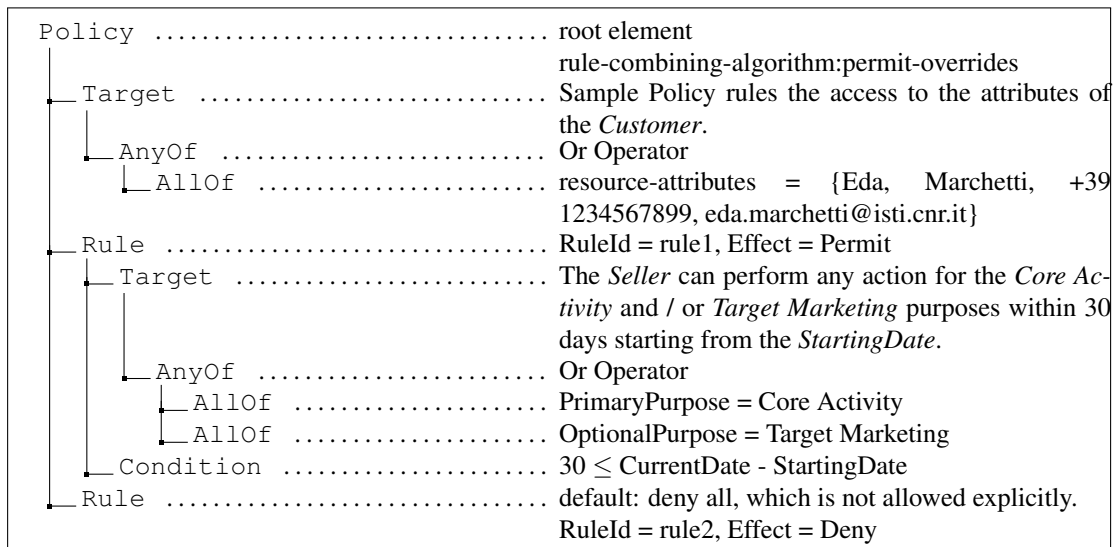 Policy .................................. root element
rule-combining-algorithm:permit-overrides
Target .............................. Sample Policy rules the access to the attributes of
the Customer.
AnyOf ............................ Or Operator
AllOf ......................... resource-attributes = {Eda, Marchetti, +39
1234567899, eda.marchetti@isti.cnr.it}
Rule ................................. RuleId = rule1, Effect = Permit
Target ............................ The Seller can perform any action for the Core Ac-
tivity and / or Target Marketing purposes within 30
days starting from the StartingDate.
AnyOf ......................... Or Operator
AllOf ...................... PrimaryPurpose = Core Activity
AllOf ...................... OptionalPurpose = Target Marketing
Condition ....................... 30 ≤ CurrentDate - StartingDate
Rule ................................. default: deny all, which is not allowed explicitly.
RuleId = rule2, Effect = Deny